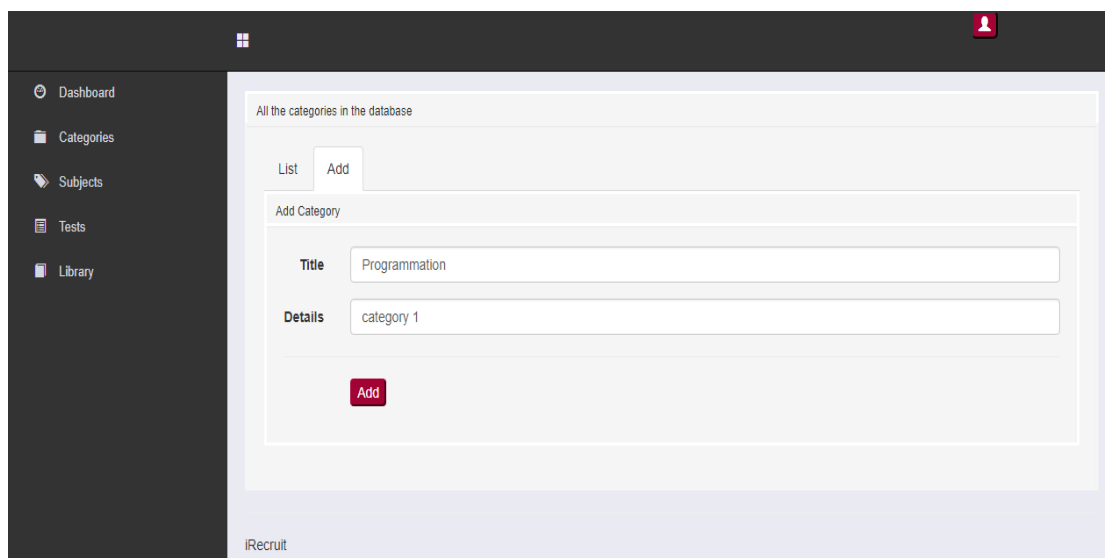 Dashboard
Categories
Subjects
Tests
Library
All the categories in the database
List Add
Add Category
Title Programmation
Details category 1
Add
iRecruit